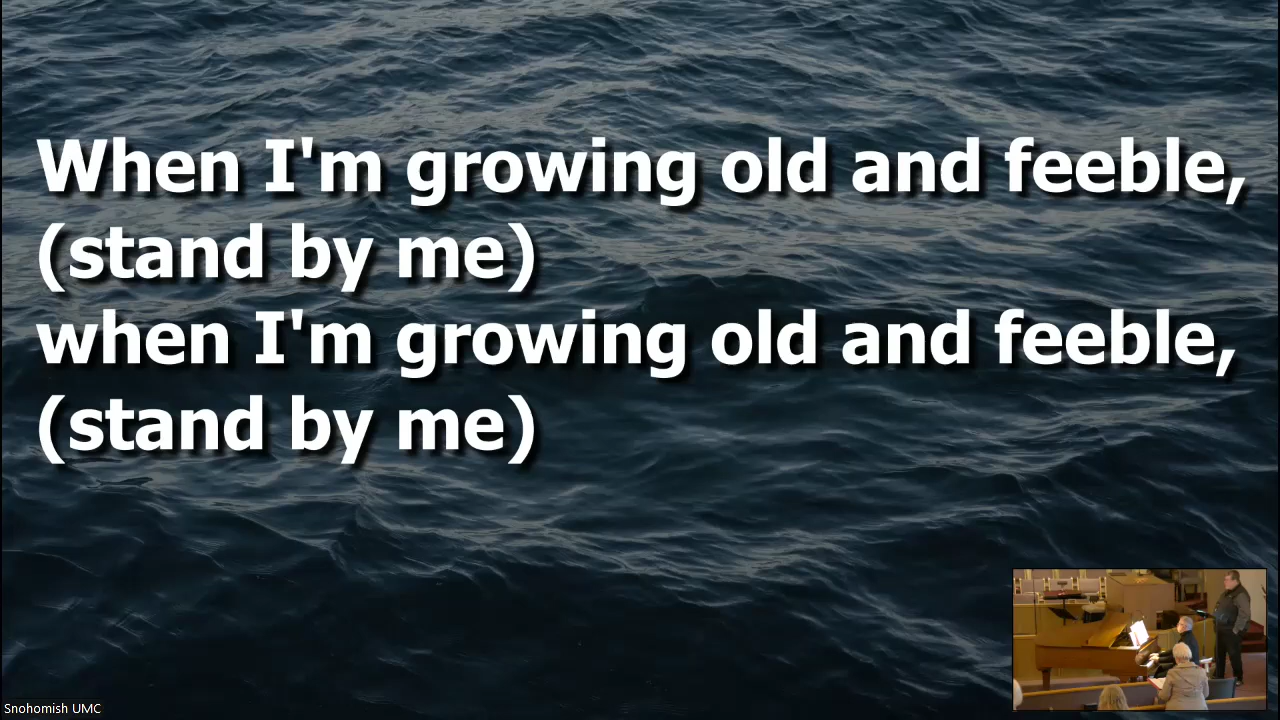 When I'm growing old and feeble,
(stand by me)
when I'm growing old and feeble,
(stand by me)
Snohomish UMC